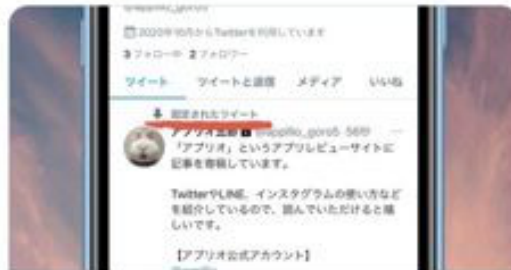 @appllio_goro5
2020年10月からTwitterを利用しています
3 フォロー中 2 フォロワー
ツイート ツイートと返信 メディア いいね
固定されたツイート
アプリオ五郎 @appllio_goro5 56秒
「アプリオ」というアプリレビューサイトに
記事を寄稿しています。
TwitterやLINE、インスタグラムの使い方など
を紹介しているので、読んでいただけると嬉
しいです。
【アプリオ公式アカウント】